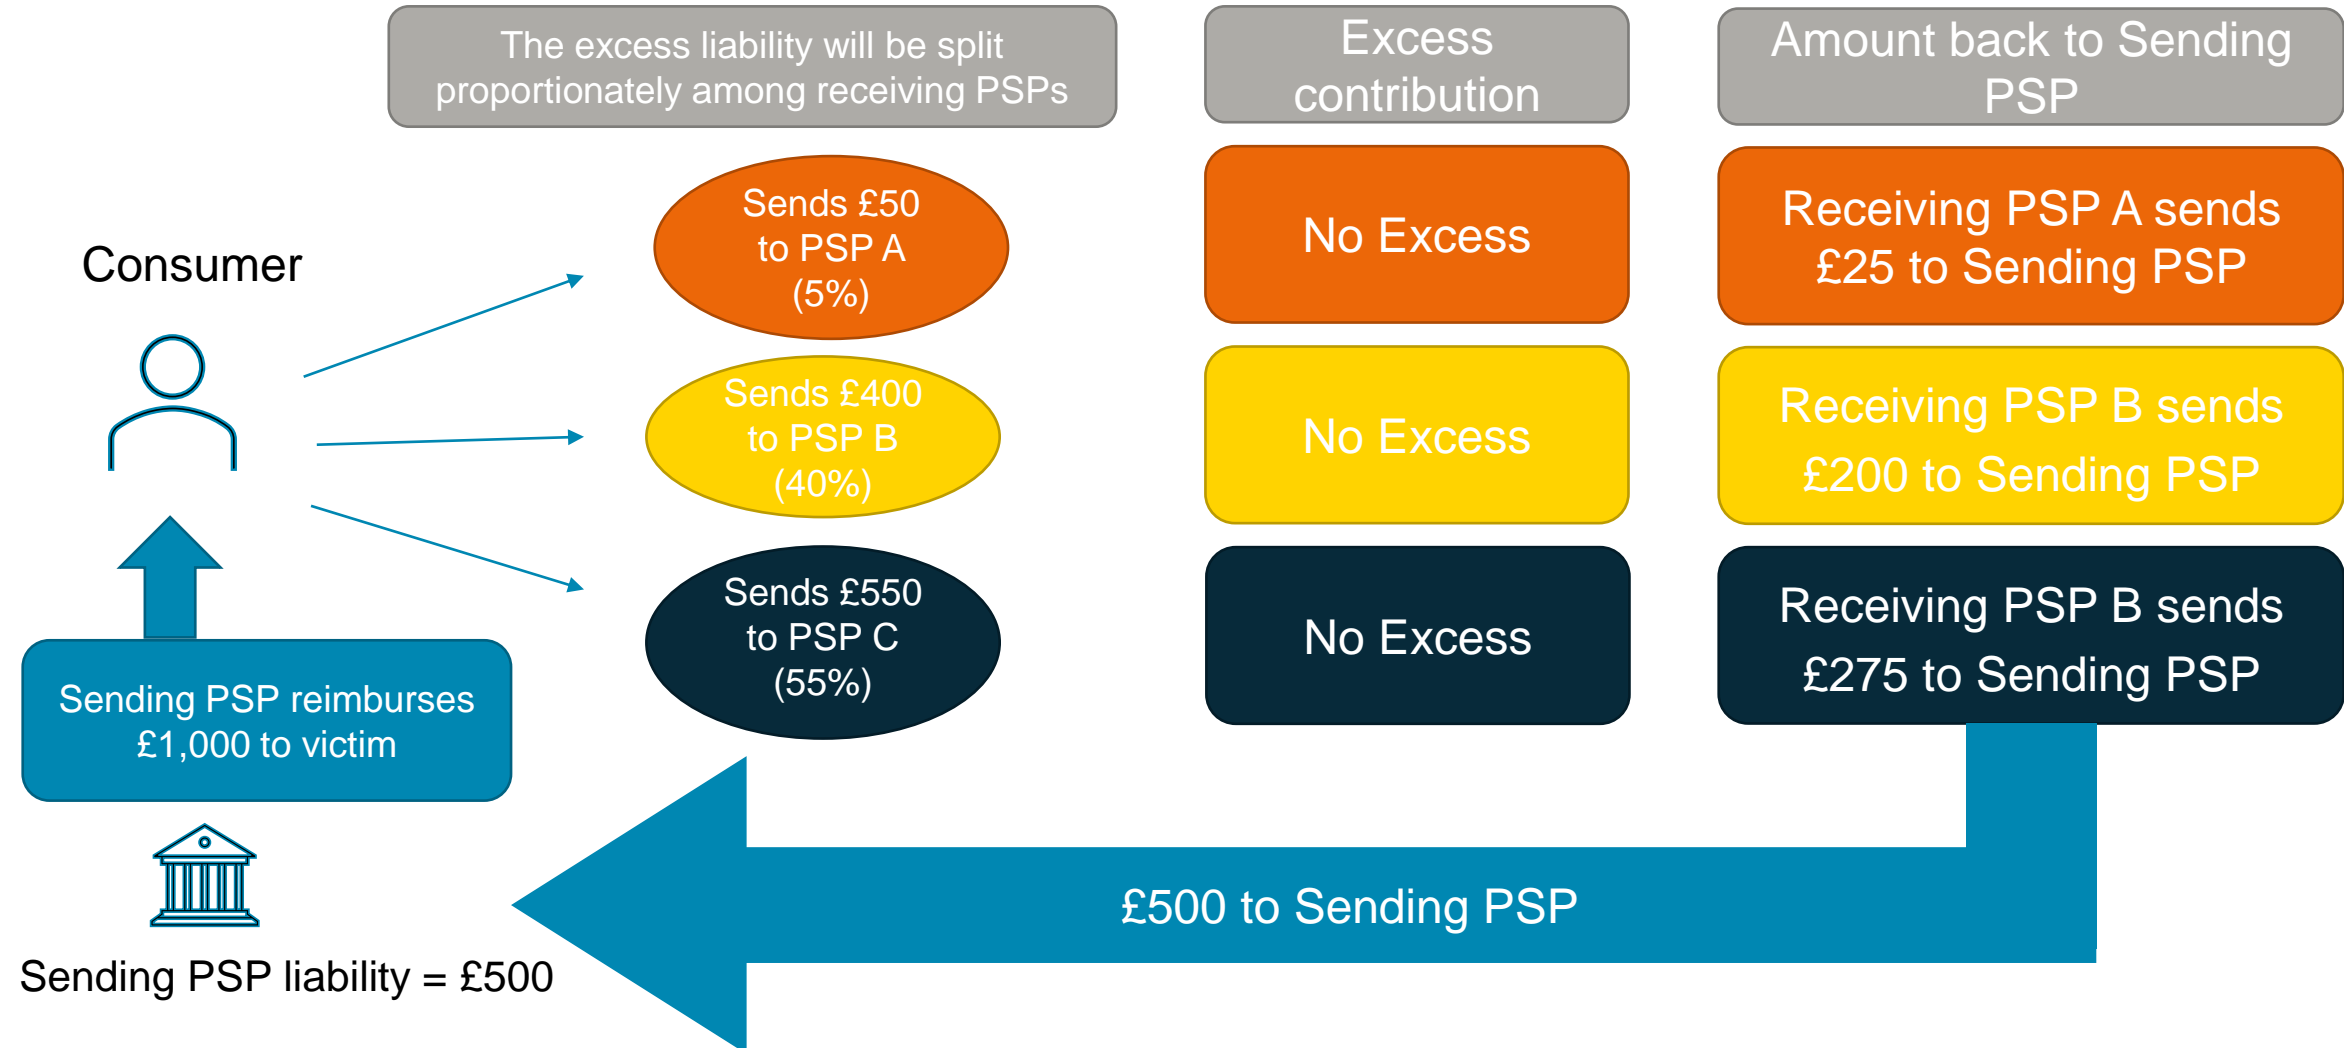 The excess liability will be split
proportionately among receiving PSPs
Excess
contribution
Amount back to Sending
PSP
Consumer
Sends £50
to PSP A
(5%)
No Excess
Receiving PSP A sends
£25 to Sending PSP
Sends £400
to PSP B
(40%)
No Excess
Receiving PSP B sends
£200 to Sending PSP
Sends £550
to PSP C
(55%)
No Excess
Receiving PSP B sends
£275 to Sending PSP
Sending PSP reimburses
£1,000 to victim
£500 to Sending PSP
Sending PSP liability = £500